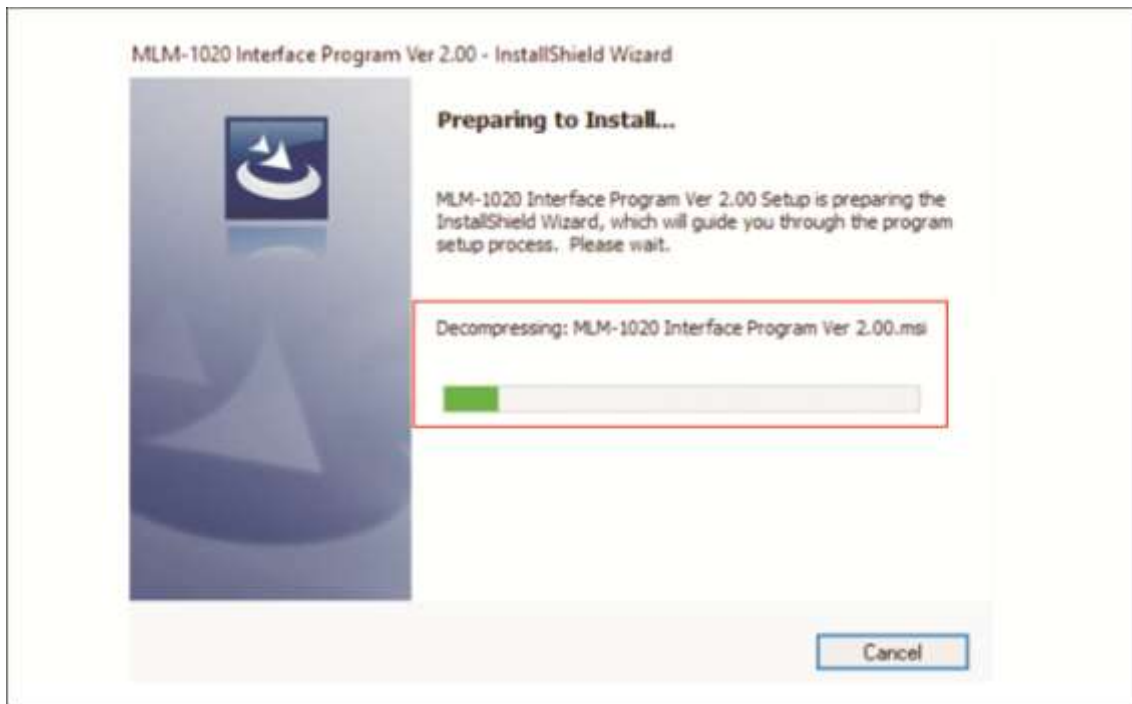 MLM-1020 Interface Program Ver 2.00 - InstallShield Wizard
Preparing to Install...
MLM-1020 Interface Program Ver 2.00 Setup is preparing the
InstallShield Wizard, which will guide you through the program
setup process. Please wait.
Decompressing: MLM-1020 Interface Program Ver 2.00.msi
Cancel